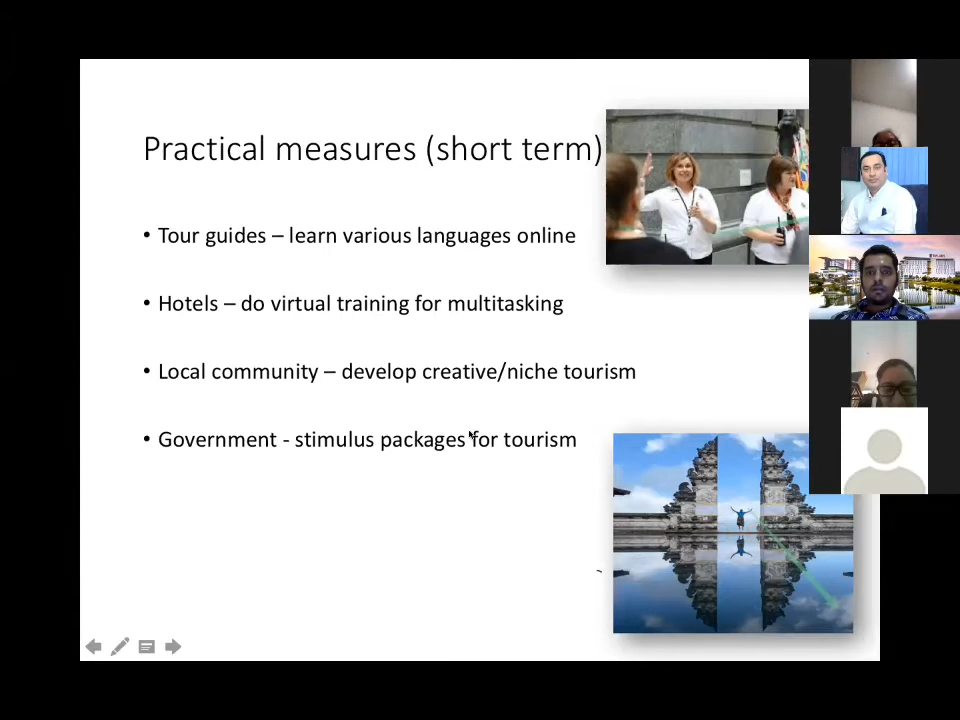 Practical measures (short term)
• Tour guides – learn various languages online
• Hotels – do virtual training for multitasking
• Local community – develop creative/niche tourism
• Government - stimulus packages for tourism